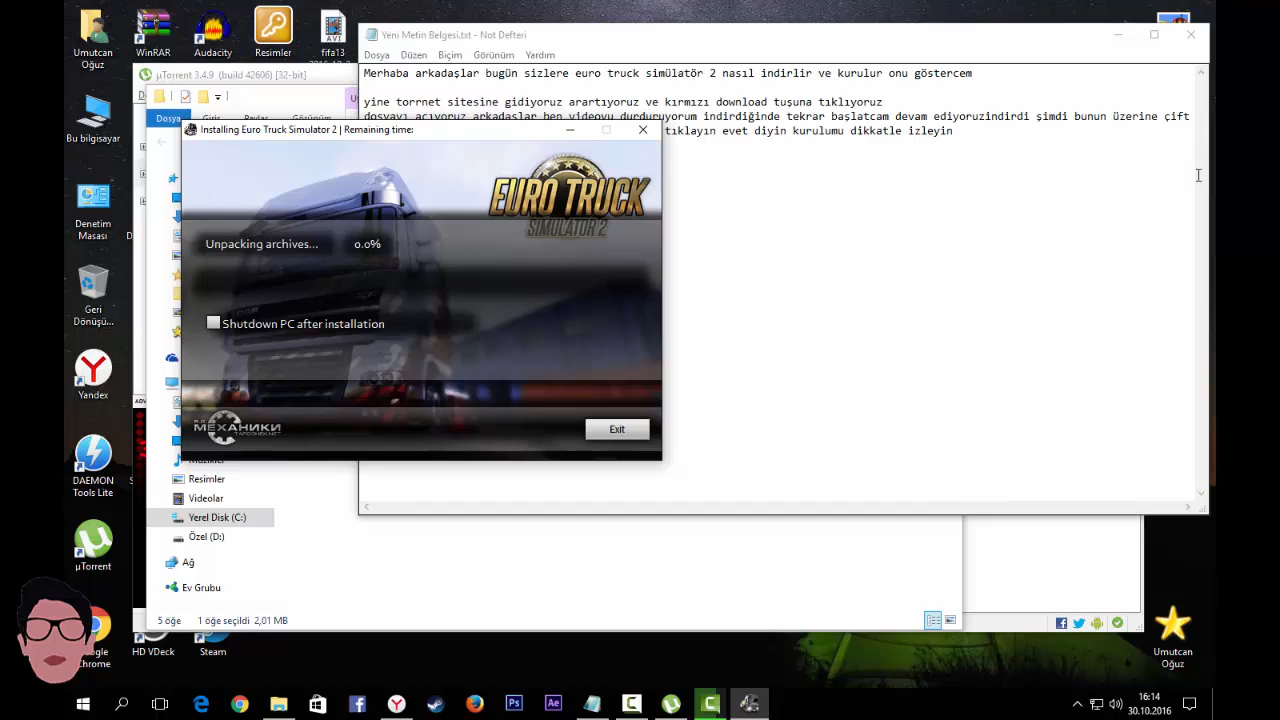 Umutcan
Oğuz
WinRAR
Audacity
Resimler
fifa13
Bu bilgisayar
Denetim
Masası
Geri
Dönüşü...
Yandex
DAEMON
Tools Lite
µTorrent
Chrome
HD VDeck
Steam
µTorrent 3.4.9 (build 42606) [32-bit]
Dosya
Resimler
Videolar
Yerel Disk (C:)
Özel (D:)
Ağ
Ev Grubu
5 öğe 1 öğe seçildi 2,01 MB
Yeni Metin Belgesi.txt - Not Defteri
Dosya Düzen Biçim Görünüm Yardım
Merhaba arkadaşlar bugün sizlere euro truck simülatör 2 nasıl indirlir ve kurulur onu göstercem
yine torrnet sitesine gidiyoruz arartıyoruz ve kırmızı download tuşuna tıklıyoruz
dosyayı açıyoruz arkadaşlar ben videoyu durduruyorum indirdiğinde tekrar başlatcam devam ediyoruzindirdi şimdi bunun üzerine çift
tıklayın evet diyin kurulumu dikkatle izleyin
Installing Euro Truck Simulator 2 | Remaining time:
EURO TRUCK
SIMULATOR 2
Unpacking archives... 0.0%
Shutdown PC after installation
МЕХАНИКИ
Exit
Umutcan
Oğuz
16:14
30.10.2016